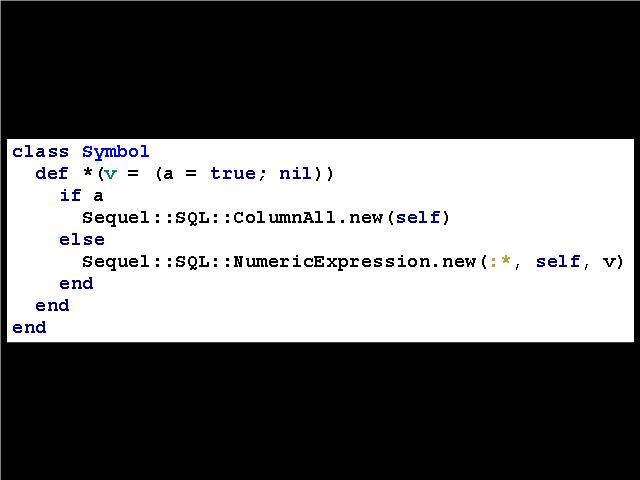 class Symbol
  def *(v = (a = true; nil))
    if a
      Sequel::SQL::ColumnAll.new(self)
    else
      Sequel::SQL::NumericExpression.new(:*, self, v)
    end
  end
end